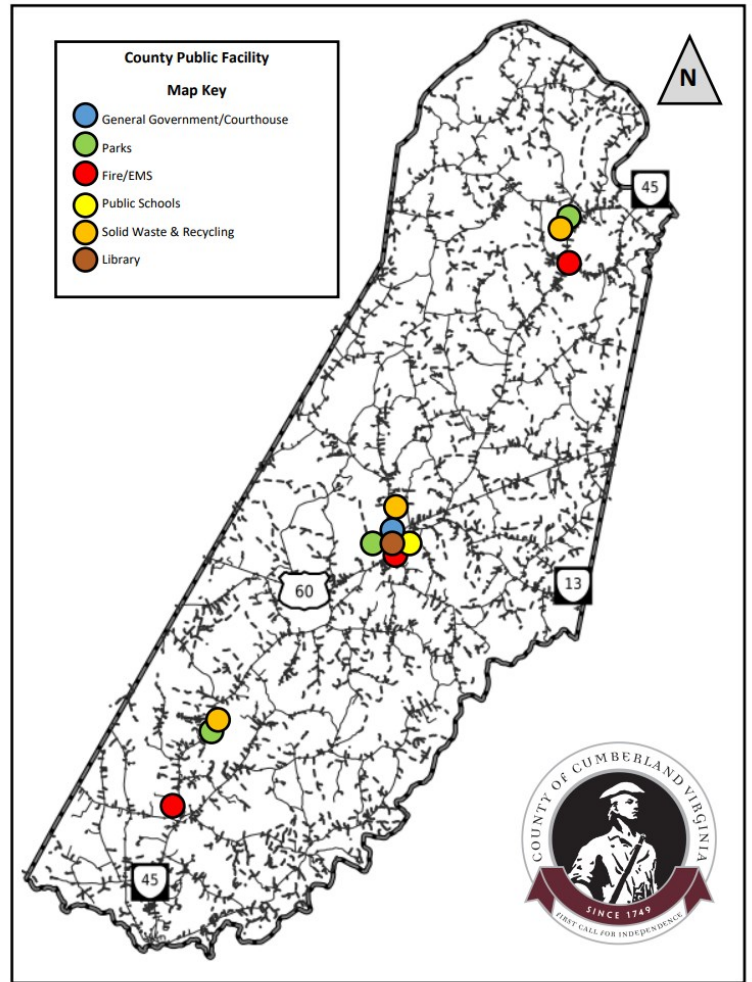 County Public Facility
Map Key
General Government/Courthouse
Parks
Fire/EMS
Public Schools
Solid Waste & Recycling
Library
N
45
60
13
45
COUNTY OF CUMBERLAND VIRGINIA
SINCE 1749
FIRST CALL FOR INDEPENDENCE